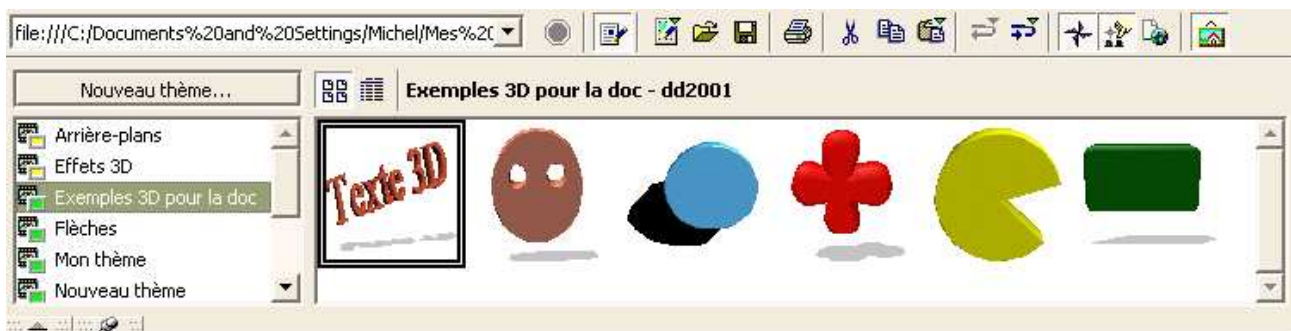 file:///C:/Documents%20and%20Settings/Michel/Mes%2(
Nouveau thème...
Exemples 3D pour la doc - dd2001
Arrière-plans
Effets 3D
Exemples 3D pour la doc
Flèches
Mon thème
Nouveau thème
Texte 3D